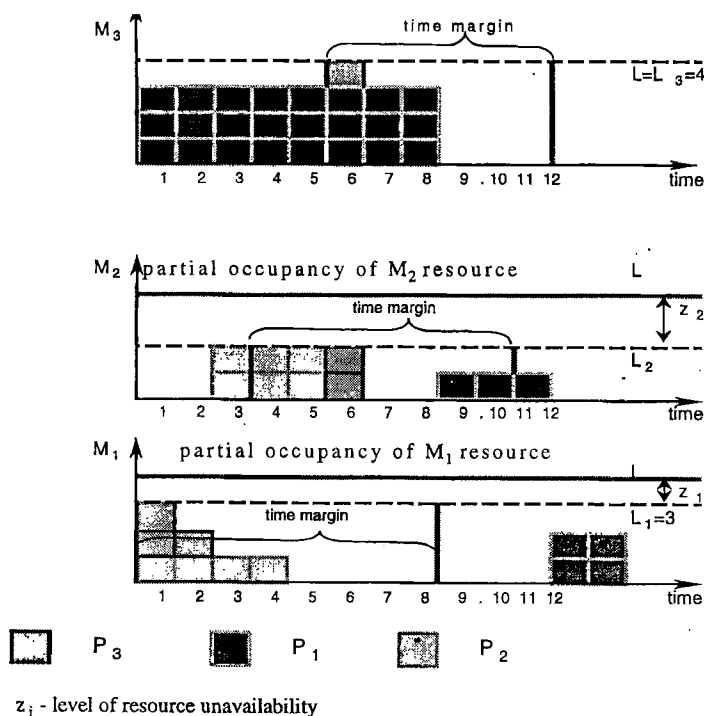 time margin
M3
L=L 3=4
1 2 3 4 5 6 7 8 9 . 10 11 12 time
M2 partial occupancy of M2 resource L
z2
time margin
L2
1 2 3 4 5 6 7 8 9 . 10 11 12 time
M1 partial occupancy of M1 resource L
z1
time margin
L1=3
1 2 3 4 5 6 7 8 9 . 10 11 12 time
P3 P1 P2
zi - level of resource unavailability